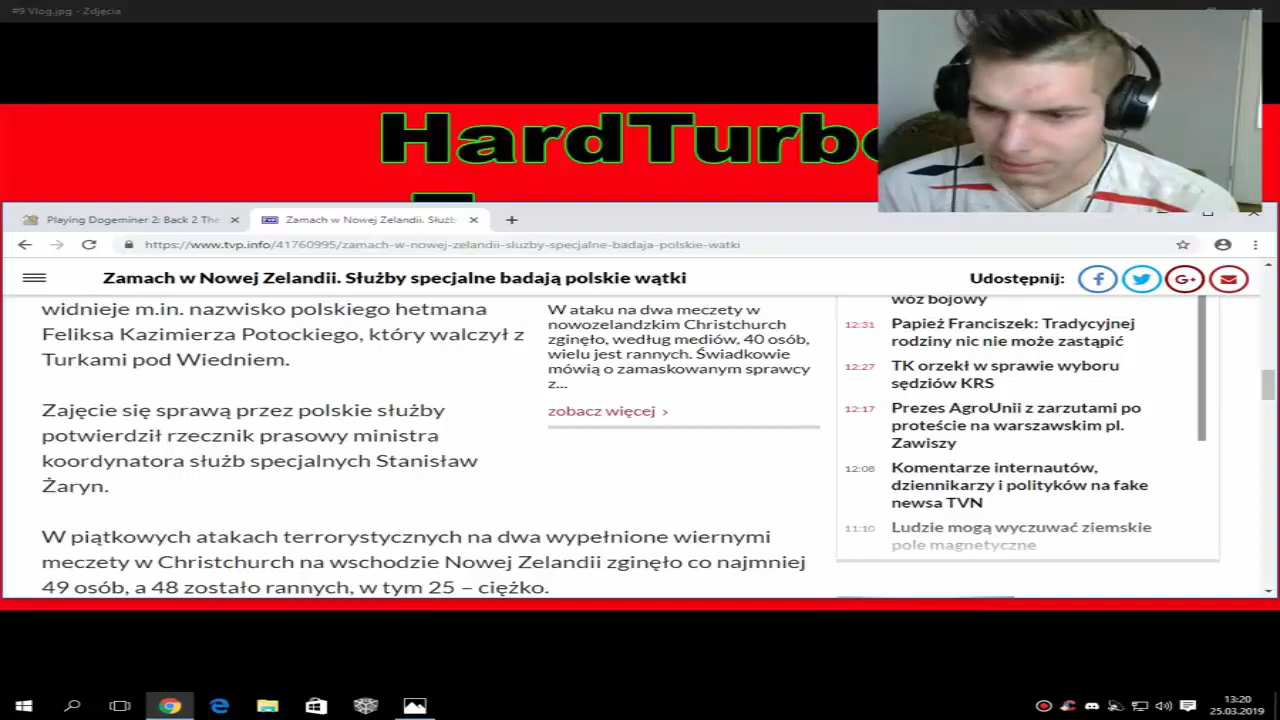 #9 Vlog.jpg - Zdjęcia
HardTurbo
Playing Dogeminer 2: Back 2 The
Zamach w Nowej Zelandii. Służb
https://www.tvp.info/41760995/zamach-w-nowej-zelandii-sluzby-specjalne-badaja-polskie-watki
Zamach w Nowej Zelandii. Służby specjalne badają polskie wątki
Udostępnij:
widnieje m.in. nazwisko polskiego hetmana
Feliksa Kazimierza Potockiego, który walczył z
Turkami pod Wiedniem.
Zajęcie się sprawą przez polskie służby
potwierdził rzecznik prasowy ministra
koordynatora służb specjalnych Stanisław
Żaryn.
W piątkowych atakach terrorystycznych na dwa wypełnione wiernymi
meczety w Christchurch na wschodzie Nowej Zelandii zginęło co najmniej
49 osób, a 48 zostało rannych, w tym 25 – ciężko.
W ataku na dwa meczety w
nowozelandzkim Christchurch
zginęło, według mediów, 40 osób,
wielu jest rannych. Świadkowie
mówią o zamaskowanym sprawcy
z...
zobacz więcej >
wóz bojowy
12:31 Papież Franciszek: Tradycyjnej
rodziny nic nie może zastąpić
12:27 TK orzekł w sprawie wyboru
sędziów KRS
12:17 Prezes AgroUnii z zarzutami po
proteście na warszawskim pl.
Zawiszy
12:08 Komentarze internautów,
dziennikarzy i polityków na fake
newsa TVN
11:10 Ludzie mogą wyczuwać ziemskie
pole magnetyczne
13:20
25.03.2019